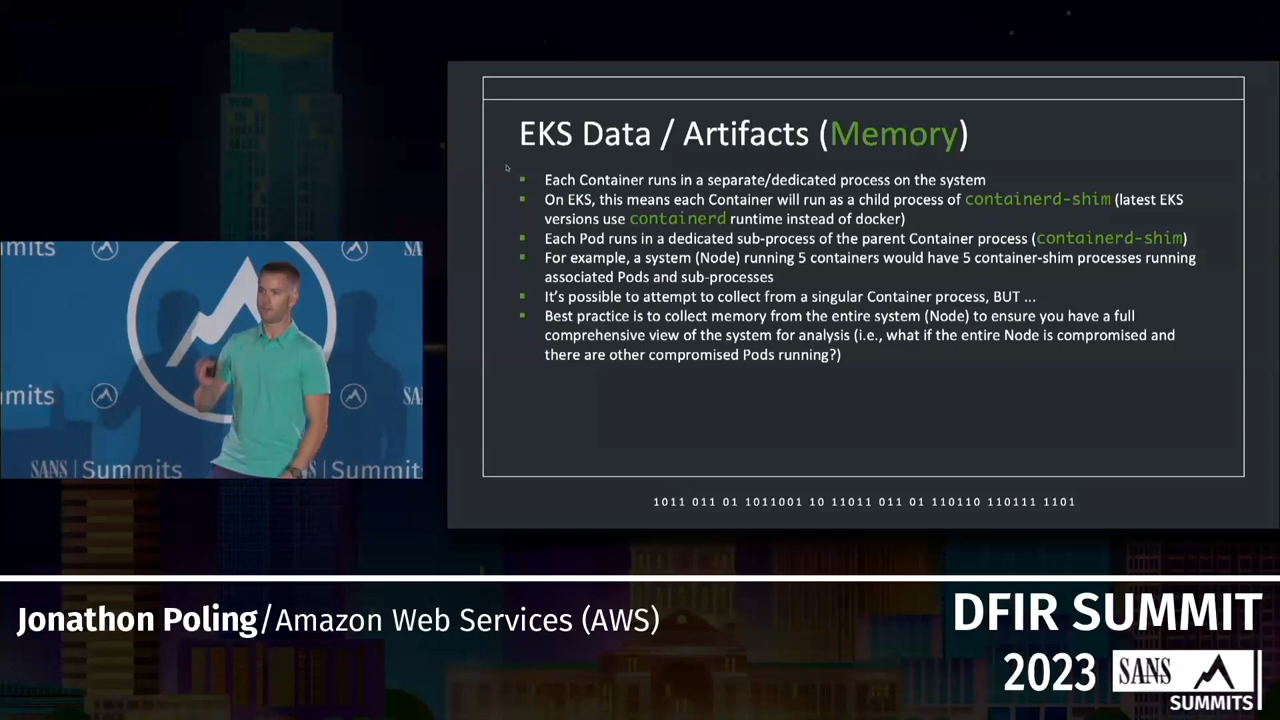 EKS Data / Artifacts (Memory)
Each Container runs in a separate/dedicated process on the system
On EKS, this means each Container will run as a child process of containerd-shim (latest EKS
versions use containerd runtime instead of docker)
Each Pod runs in a dedicated sub-process of the parent Container process (containerd-shim)
For example, a system (Node) running 5 containers would have 5 container-shim processes running
associated Pods and sub-processes
It's possible to attempt to collect from a singular Container process, BUT ...
Best practice is to collect memory from the entire system (Node) to ensure you have a full
comprehensive view of the system for analysis (i.e., what if the entire Node is compromised and
there are other compromised Pods running?)
1011 011 01 1011001 10 11011 011 01 110110 110111 1101
mmits
SA
mmits
SA
SANS | Summits
SANS | Summit
Jonathon Poling/Amazon Web Services (AWS)
DFIR SUMMIT
2023
SANS
SUMMITS